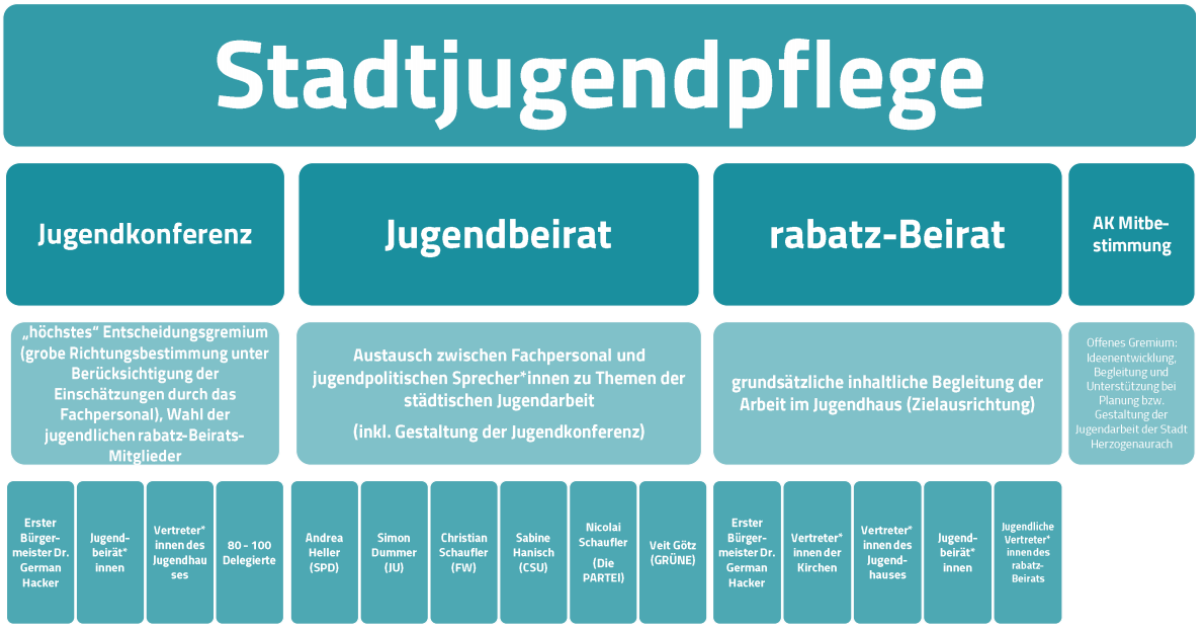 Stadtjugendpflege
Jugendkonferenz
Jugendbeirat
rabatz-Beirat
AK Mitbe-
stimmung
„höchstes“ Entscheidungsgremium
(grobe Richtungsbestimmung unter
Berücksichtigung der
Einschätzungen durch das
Fachpersonal), Wahl der
jugendlichen rabatz-Beirats-
Mitglieder
Austausch zwischen Fachpersonal und
jugendpolitischen Sprecher*innen zu Themen der
städtischen Jugendarbeit
(inkl. Gestaltung der Jugendkonferenz)
grundsätzliche inhaltliche Begleitung der
Arbeit im Jugendhaus (Zielausrichtung)
Offenes Gremium:
Ideenentwicklung,
Begleitung und
Unterstützung bei
Planung bzw.
Gestaltung der
Jugendarbeit der Stadt
Herzogenaurach
Erster
Bürger-
meister Dr.
German
Hacker
Jugend-
beirät*
innen
Vertreter*
innen des
Jugendhau
ses
80 - 100
Delegierte
Andrea
Heller
(SPD)
Simon
Dummer
(JU)
Christian
Schaufler
(FW)
Sabine
Hanisch
(CSU)
Nicolai
Schaufler
(Die
PARTEI)
Veit Götz
(GRÜNE)
Erster
Bürger-
meister Dr.
German
Hacker
Vertreter*
innen der
Kirchen
Vertreter*
innen des
Jugend-
hauses
Jugend-
beirät*
innen
Jugendliche
Vertreter*
innen des
rabatz-
Beirats